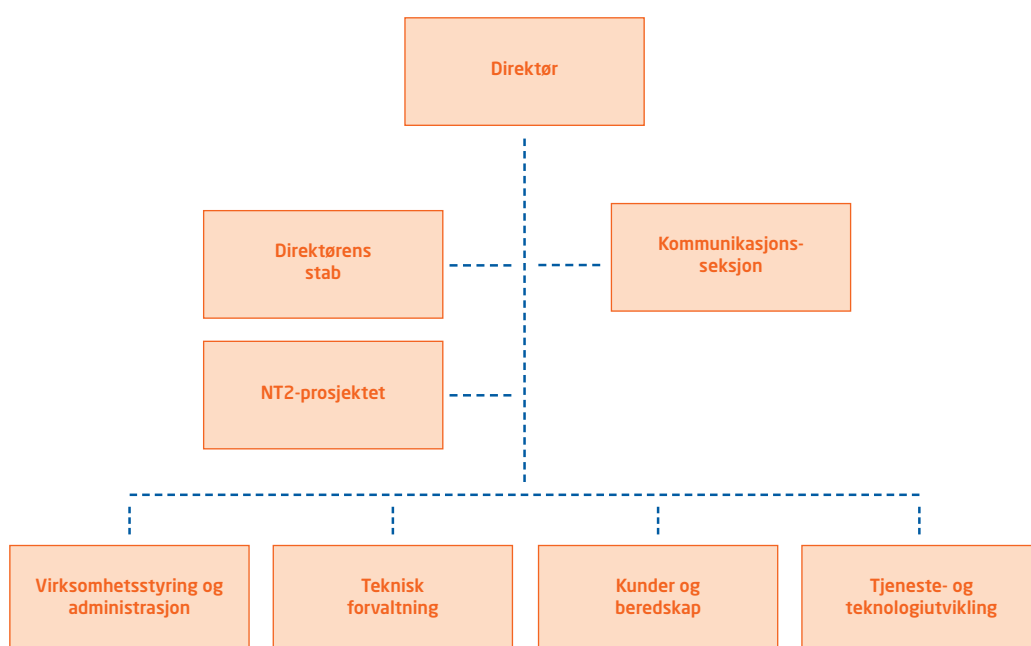 Direktør
Direktørens
stab
Kommunikasjons-
seksjon
NT2-prosjektet
Virksomhetsstyring og
administrasjon
Teknisk
forvaltning
Kunder og
beredskap
Tjeneste- og
teknologiutvikling